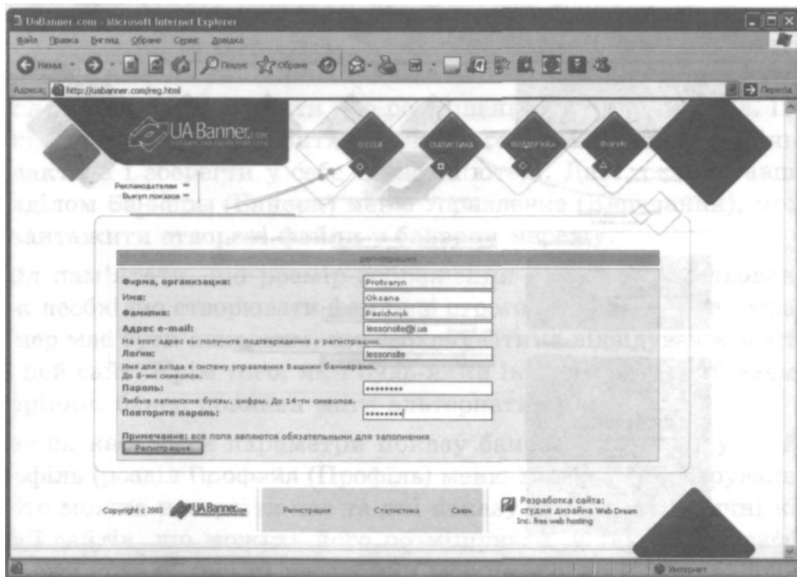 UaBanner.com - Microsoft Internet Explorer
Файл Правка Вигляд Обране Сервіс Довідка
Назад Пошук Обране
Адреса: http://uabanner.com/reg.html Перехід
UA Banner.com
О СЕТИ СТАТИСТИКА ПОДДЕРЖКА ФОРУМ
Рекламодателям
Выкуп показов
регистрация
Фирма, организация: Protvaryn
Имя: Oksana
Фамилия: Pasichnyk
Адрес e-mail: lessonsite@i.ua
На этот адрес вы получите подтверждение о регистрации.
Логин: lessonsite
Имя для входа в систему управления Вашими баннерами.
До 8-ми символов.
Пароль: ********
Любые латинские буквы, цифры. До 14-ти символов.
Повторите пароль: ********
Примечание: все поля являются обязательными для заполнения
Регистрация
Copyright c 2003 UA Banner
Регистрация Статистика Связь
Разработка сайта:
студия дизайна Web Dream
Inc. free web hosting
Интернет